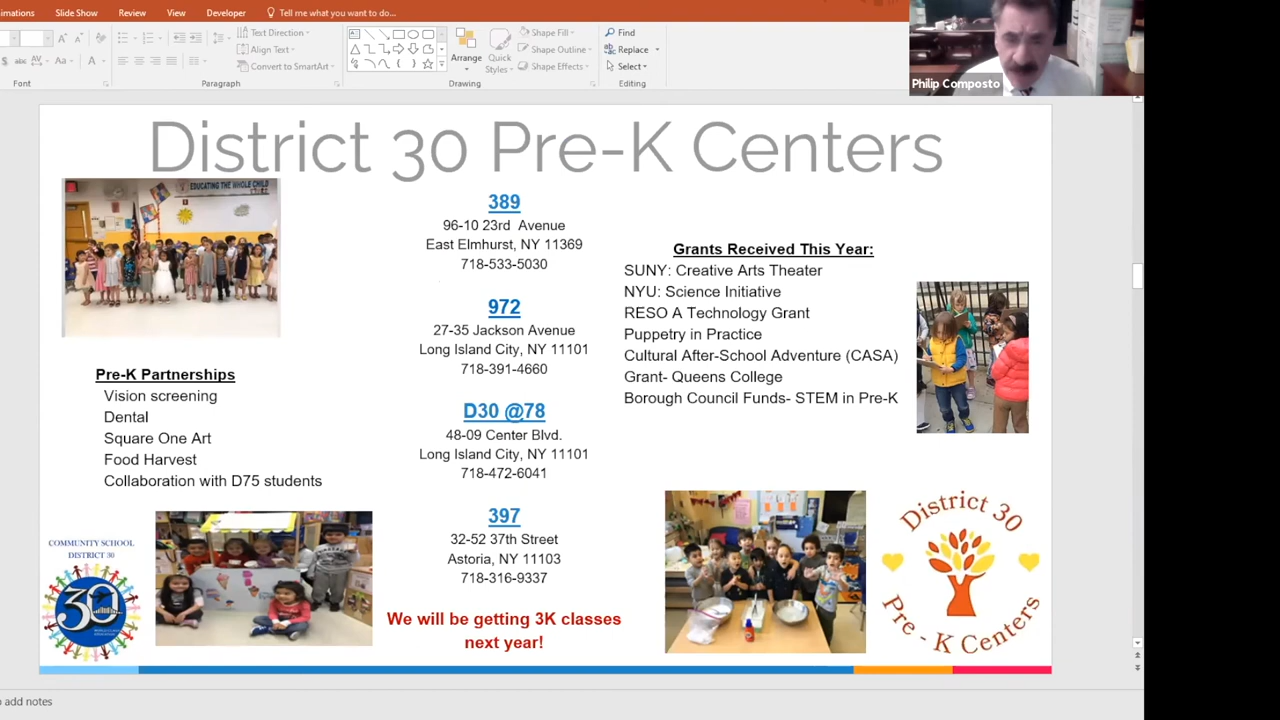 imations Slide Show Review View Developer Tell me what you want to do...
Text Direction
Align Text
Convert to SmartArt
Arrange
Quick
Styles
Shape Fill
Shape Outline
Shape Effects
Find
Replace
Select
Font Paragraph Drawing Editing
Philip Composto
District 30 Pre-K Centers
EDUCATING THE WHOLE CHILD
389
96-10 23rd Avenue
East Elmhurst, NY 11369
718-533-5030
972
27-35 Jackson Avenue
Long Island City, NY 11101
718-391-4660
D30 @78
48-09 Center Blvd.
Long Island City, NY 11101
718-472-6041
397
32-52 37th Street
Astoria, NY 11103
718-316-9337
We will be getting 3K classes
next year!
Pre-K Partnerships
Vision screening
Dental
Square One Art
Food Harvest
Collaboration with D75 students
COMMUNITY SCHOOL
DISTRICT 30
30
Grants Received This Year:
SUNY: Creative Arts Theater
NYU: Science Initiative
RESO A Technology Grant
Puppetry in Practice
Cultural After-School Adventure (CASA)
Grant- Queens College
Borough Council Funds- STEM in Pre-K
District 30
Pre - K Centers
o add notes